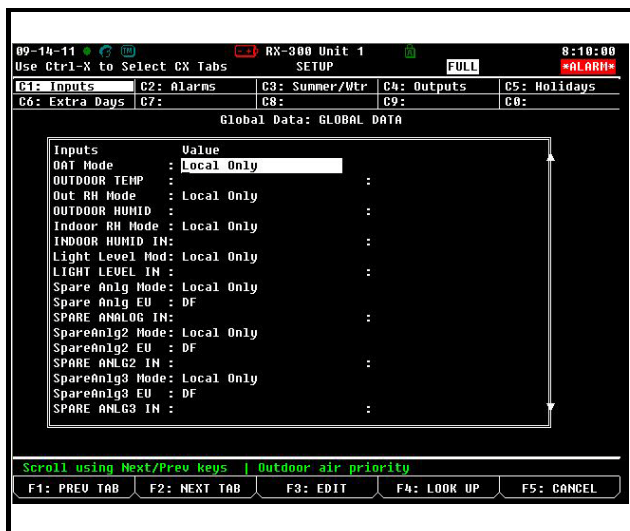 09-14-11 TM RX-300 Unit 1 8:10:00
Use Ctrl-X to Select CX Tabs SETUP FULL *ALARM*
C1: Inputs C2: Alarms C3: Summer/Wtr C4: Outputs C5: Holidays
C6: Extra Days C7: C8: C9: C0:
Global Data: GLOBAL DATA
Inputs Value
OAT Mode : Local Only
OUTDOOR TEMP : :
Out RH Mode : Local Only
OUTDOOR HUMID : :
Indoor RH Mode : Local Only
INDOOR HUMID IN: :
Light Level Mod: Local Only
LIGHT LEVEL IN : :
Spare Anlg Mode: Local Only
Spare Anlg EU : DF
SPARE ANALOG IN: :
SpareAnlg2 Mode: Local Only
SpareAnlg2 EU : DF
SPARE ANLG2 IN : :
SpareAnlg3 Mode: Local Only
SpareAnlg3 EU : DF
SPARE ANLG3 IN : :
Scroll using Next/Prev keys | Outdoor air priority
F1: PREV TAB F2: NEXT TAB F3: EDIT F4: LOOK UP F5: CANCEL